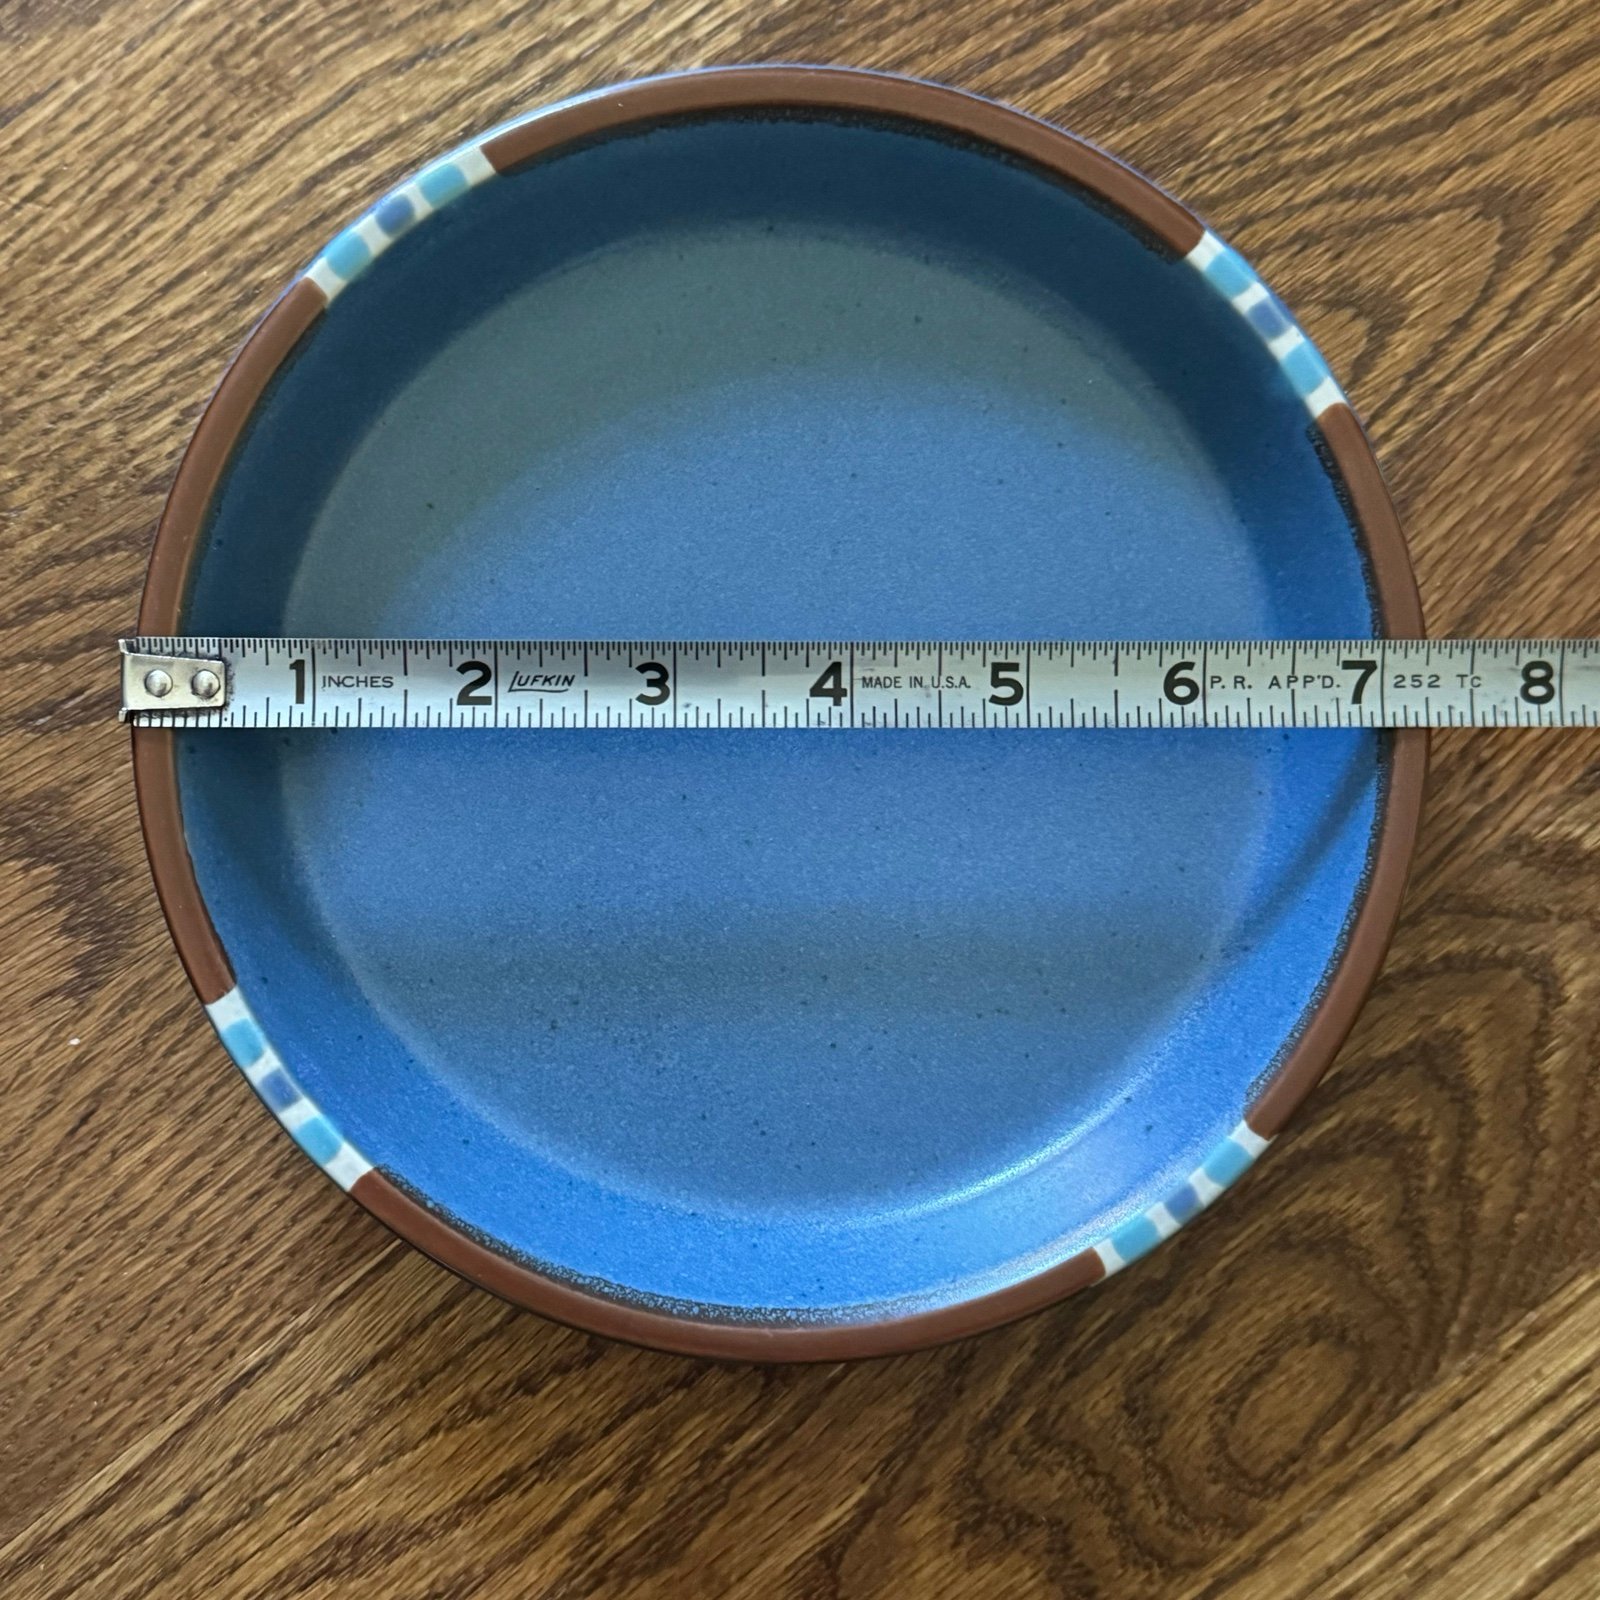 1 INCHES 2 LUFKIN 3 4 MADE IN U.S.A. 5 6 P. R. APP'D. 7 252 TC 8